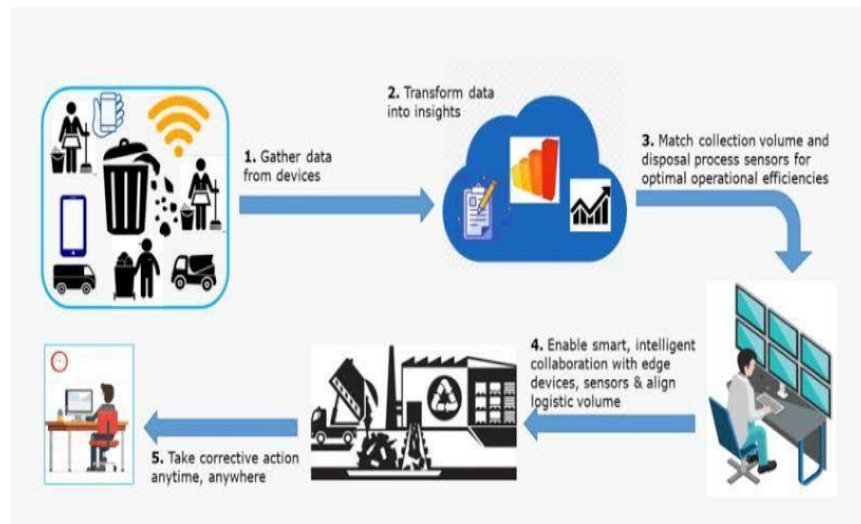 1. Gather data
from devices
2. Transform data
into insights
3. Match collection volume and
disposal process sensors for
optimal operational efficiencies
4. Enable smart, intelligent
collaboration with edge
devices, sensors & align
logistic volume
5. Take corrective action
anytime, anywhere